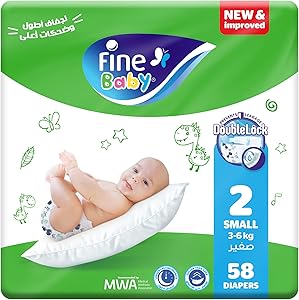 لجفاف أطول
وضحكات أعلى
NEW &
improved
fine
Baby
DoubleLock
2
SMALL
3-6 kg
صغير
58
DIAPERS
MWA